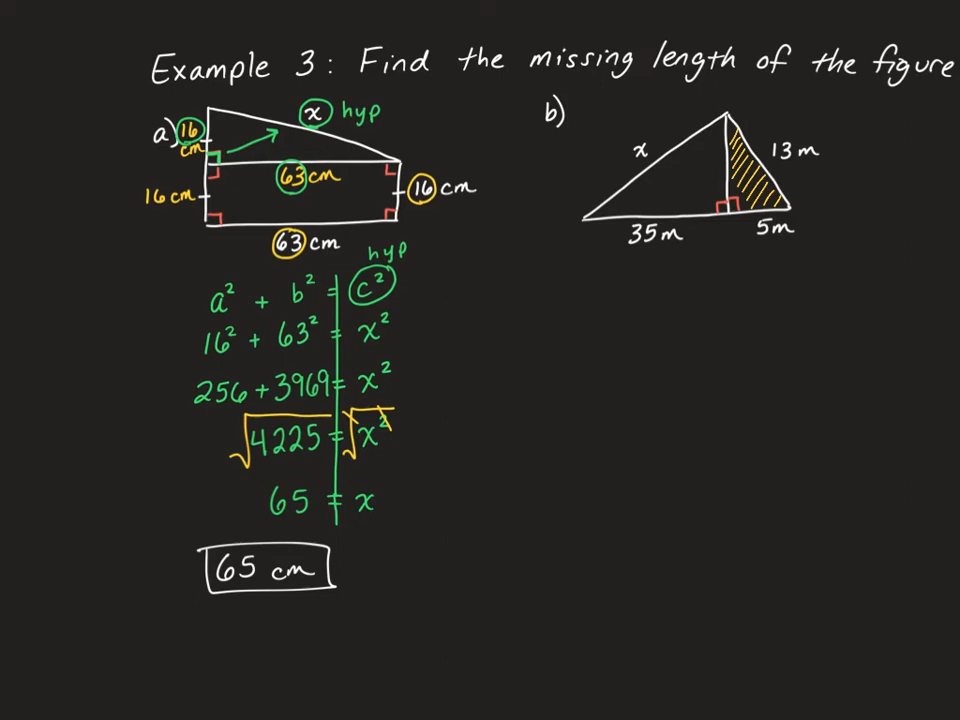 Example 3: Find the missing length of the figure
a) 16 cm
x hyp
63 cm
16 cm
16 cm
63 cm
b)
x
13 m
35 m
5 m
hyp
a² + b² = c²
16² + 63² = x²
256 + 3969 = x²
√4225 = √x²
65 = x
65 cm